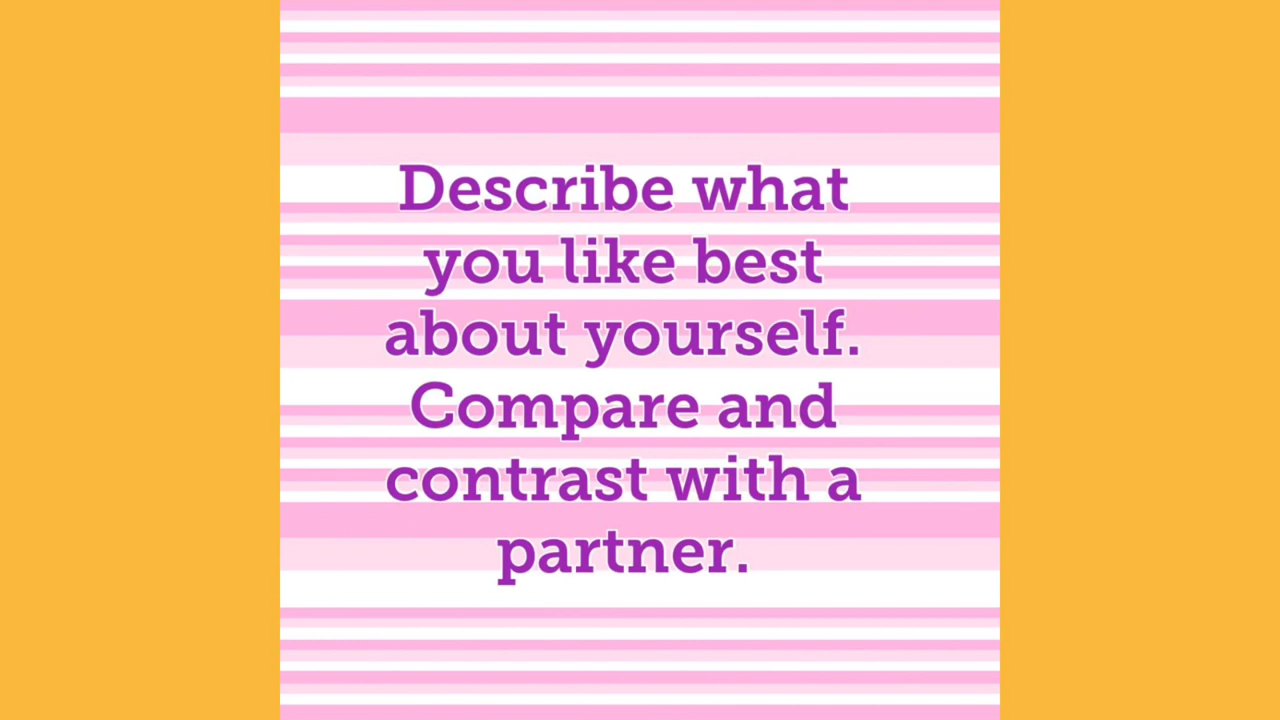 Describe what
you like best
about yourself.
Compare and
contrast with a
partner.